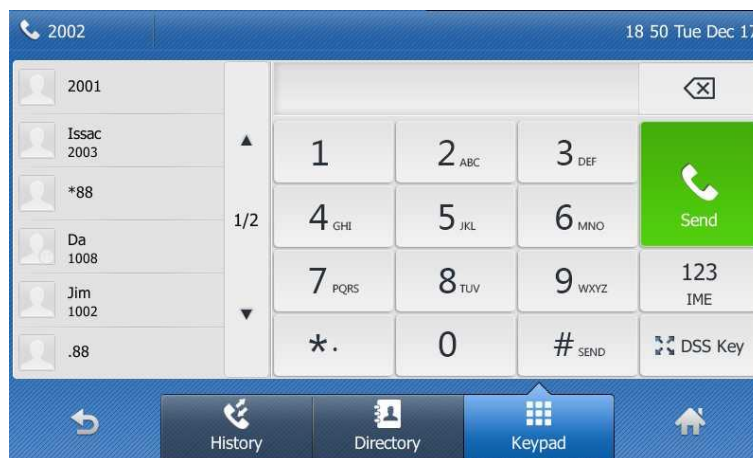 2002
18 50 Tue Dec 17
2001
Issac
2003
*88
Da
1008
Jim
1002
.88
1/2
1
2 ABC
3 DEF
4 GHI
5 JKL
6 MNO
7 PQRS
8 TUV
9 WXYZ
*.
0
# SEND
Send
123
IME
DSS Key
History
Directory
Keypad